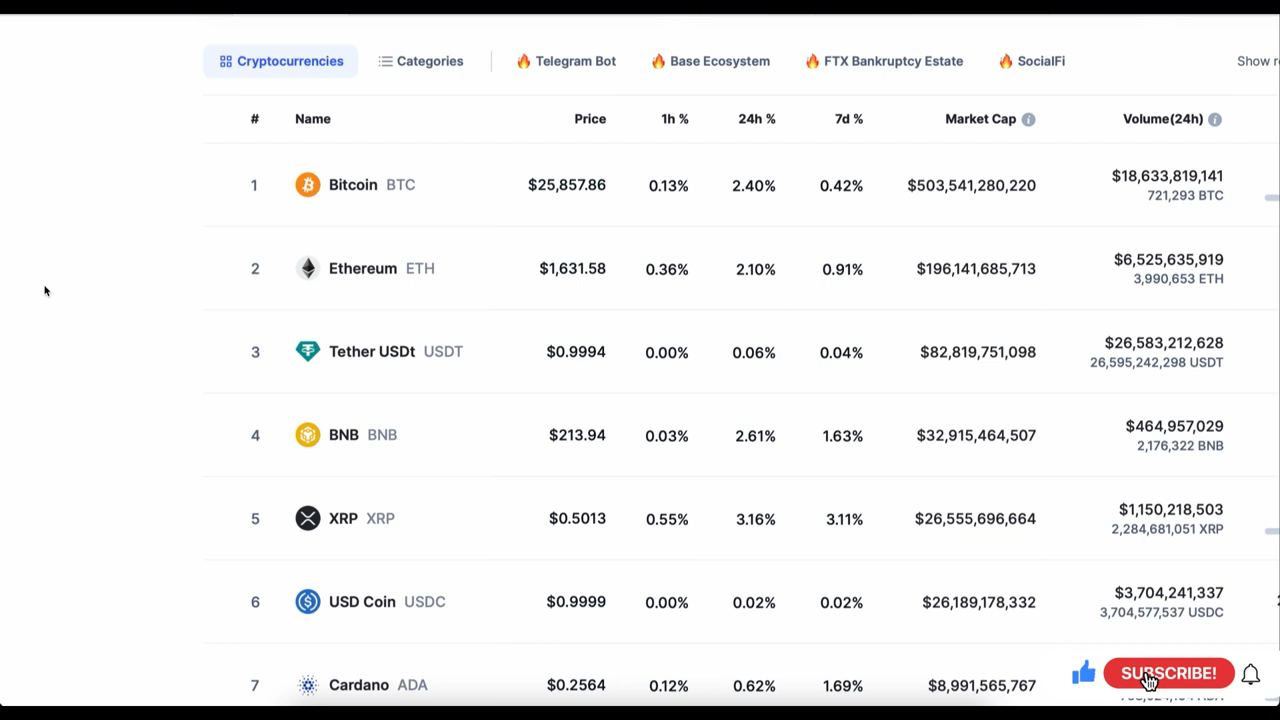 Cryptocurrencies Categories Telegram Bot Base Ecosystem FTX Bankruptcy Estate SocialFi Show
# Name Price 1h % 24h % 7d % Market Cap Volume(24h)
1 Bitcoin BTC $25,857.86 0.13% 2.40% 0.42% $503,541,280,220 $18,633,819,141
721,293 BTC
2 Ethereum ETH $1,631.58 0.36% 2.10% 0.91% $196,141,685,713 $6,525,635,919
3,990,653 ETH
3 Tether USDt USDT $0.9994 0.00% 0.06% 0.04% $82,819,751,098 $26,583,212,628
26,595,242,298 USDT
4 BNB BNB $213.94 0.03% 2.61% 1.63% $32,915,464,507 $464,957,029
2,176,322 BNB
5 XRP XRP $0.5013 0.55% 3.16% 3.11% $26,555,696,664 $1,150,218,503
2,284,681,051 XRP
6 USD Coin USDC $0.9999 0.00% 0.02% 0.02% $26,189,178,332 $3,704,241,337
3,704,577,537 USDC
7 Cardano ADA $0.2564 0.12% 0.62% 1.69% $8,991,565,767
SUBSCRIBE!